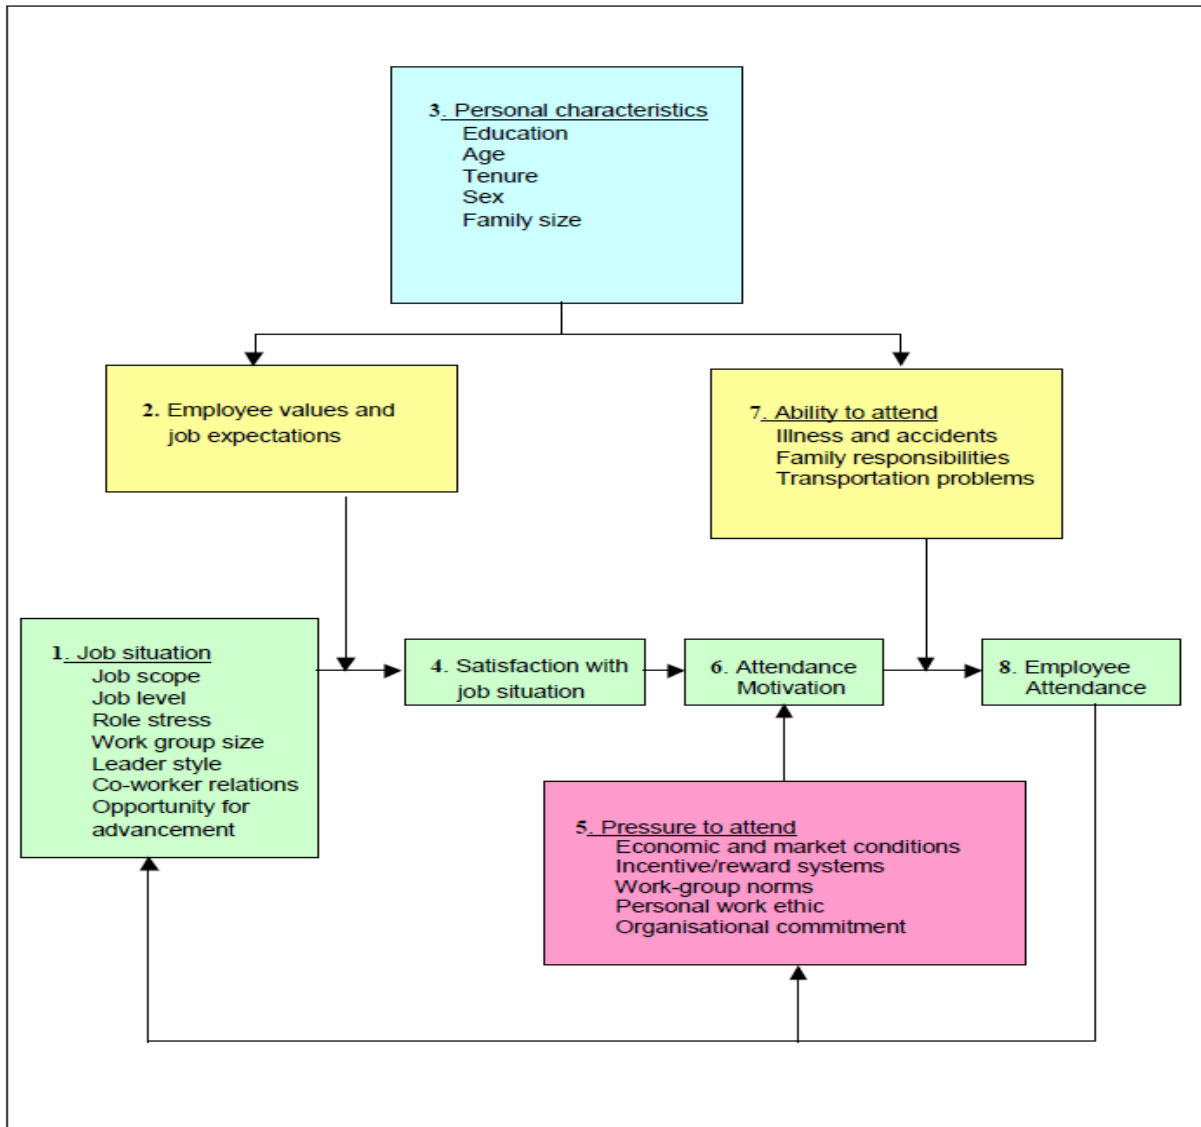 3. Personal characteristics
Education
Age
Tenure
Sex
Family size
2. Employee values and
job expectations
7. Ability to attend
Illness and accidents
Family responsibilities
Transportation problems
1. Job situation
Job scope
Job level
Role stress
Work group size
Leader style
Co-worker relations
Opportunity for
advancement
4. Satisfaction with
job situation
6. Attendance
Motivation
8. Employee
Attendance
5. Pressure to attend
Economic and market conditions
Incentive/reward systems
Work-group norms
Personal work ethic
Organisational commitment